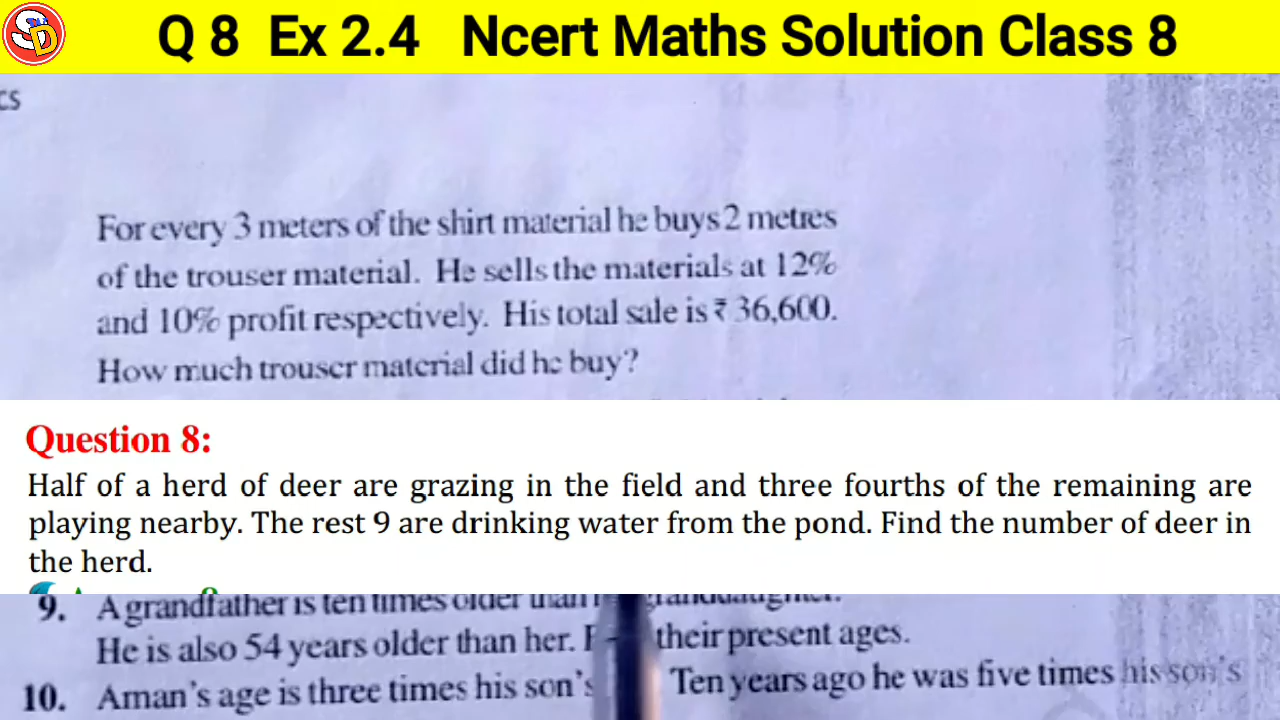 SD
Q 8 Ex 2.4 Ncert Maths Solution Class 8
cs
For every 3 meters of the shirt material he buys 2 metres
of the trouser material. He sells the materials at 12%
and 10% profit respectively. His total sale is ₹ 36,600.
How much trouser material did he buy?
Question 8:
Half of a herd of deer are grazing in the field and three fourths of the remaining are
playing nearby. The rest 9 are drinking water from the pond. Find the number of deer in
the herd.
9. A grandfather is ten times older than granddaughter.
He is also 54 years older than her. their present ages.
10. Aman's age is three times his son's Ten years ago he was five times his son's